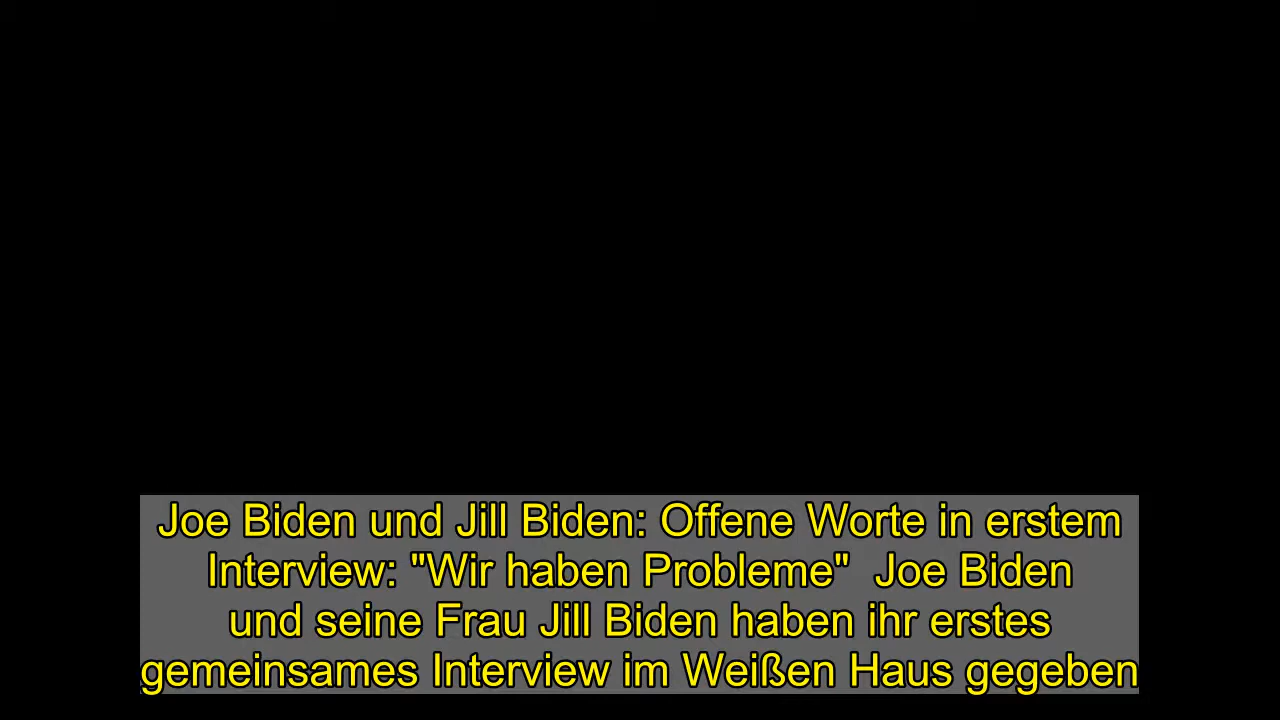 Joe Biden und Jill Biden: Offene Worte in erstem
Interview: "Wir haben Probleme"  Joe Biden
und seine Frau Jill Biden haben ihr erstes
gemeinsames Interview im Weißen Haus gegeben